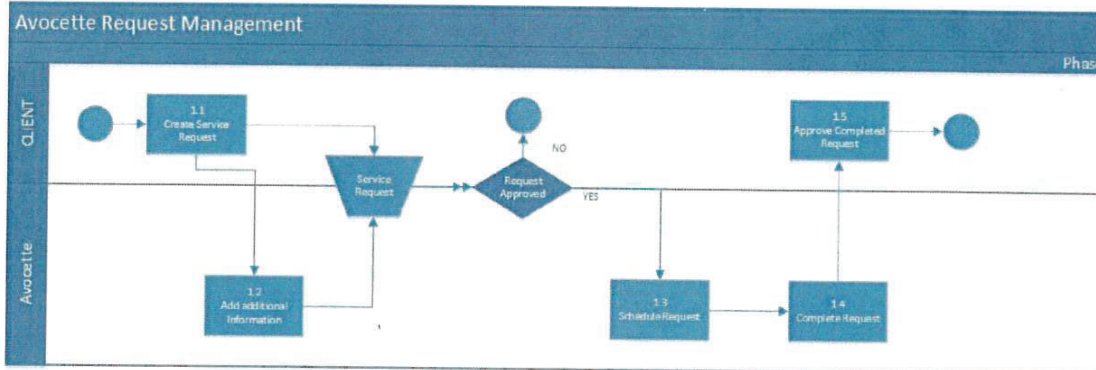 Avocette Request Management
Phase
CLIENT
1.1
Create Service
Request
Service
Request
NO
Request
Approved
YES
1.5
Approve Completed
Request
Avocette
1.2
Add additional
Information
1.3
Schedule Request
1.4
Complete Request